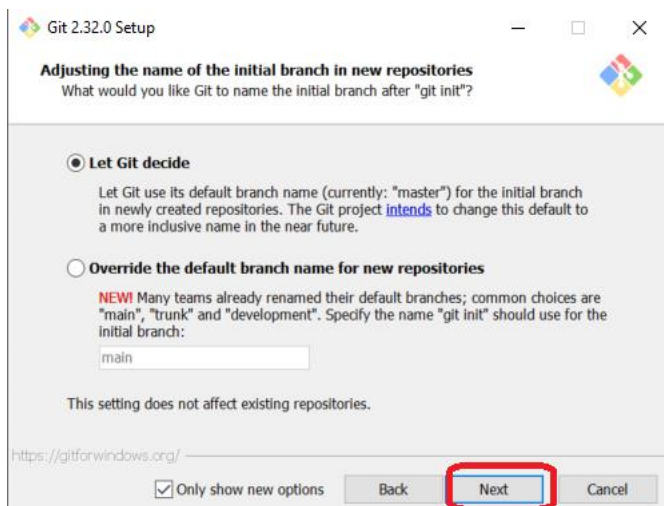 Git 2.32.0 Setup
Adjusting the name of the initial branch in new repositories
What would you like Git to name the initial branch after "git init"?
Let Git decide
Let Git use its default branch name (currently: "master") for the initial branch
in newly created repositories. The Git project intends to change this default to
a more inclusive name in the near future.
Override the default branch name for new repositories
NEW! Many teams already renamed their default branches; common choices are
"main", "trunk" and "development". Specify the name "git init" should use for the
initial branch:
main
This setting does not affect existing repositories.
https://gitforwindows.org/
Only show new options Back Next Cancel